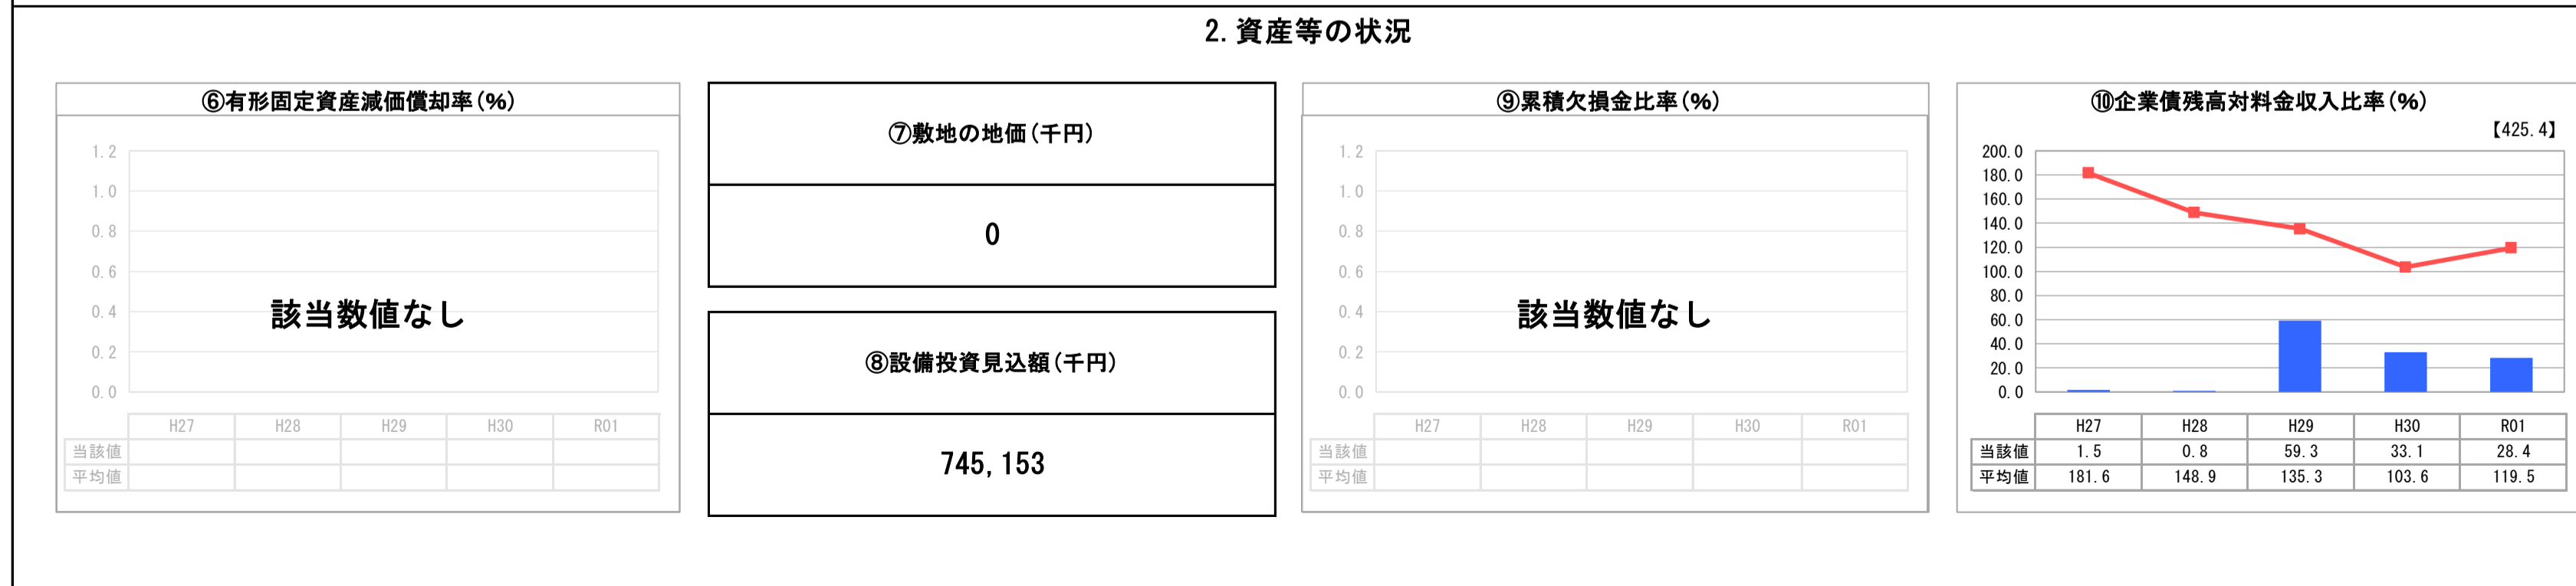 2. 資産等の状況
⑥有形固定資産減価償却率(%)
1.2
1.0
0.8
0.6
0.4
0.2
0.0
該当数値なし
H27 H28 H29 H30 R01
当該値
平均値
⑦敷地の地価(千円)
0
⑧設備投資見込額(千円)
745,153
⑨累積欠損金比率(%)
1.2
1.0
0.8
0.6
0.4
0.2
0.0
該当数値なし
H27 H28 H29 H30 R01
当該値
平均値
⑩企業債残高対料金収入比率(%)
【425.4】
200.0
180.0
160.0
140.0
120.0
100.0
80.0
60.0
40.0
20.0
0.0
H27 H28 H29 H30 R01
当該値 1.5 0.8 59.3 33.1 28.4
平均値 181.6 148.9 135.3 103.6 119.5